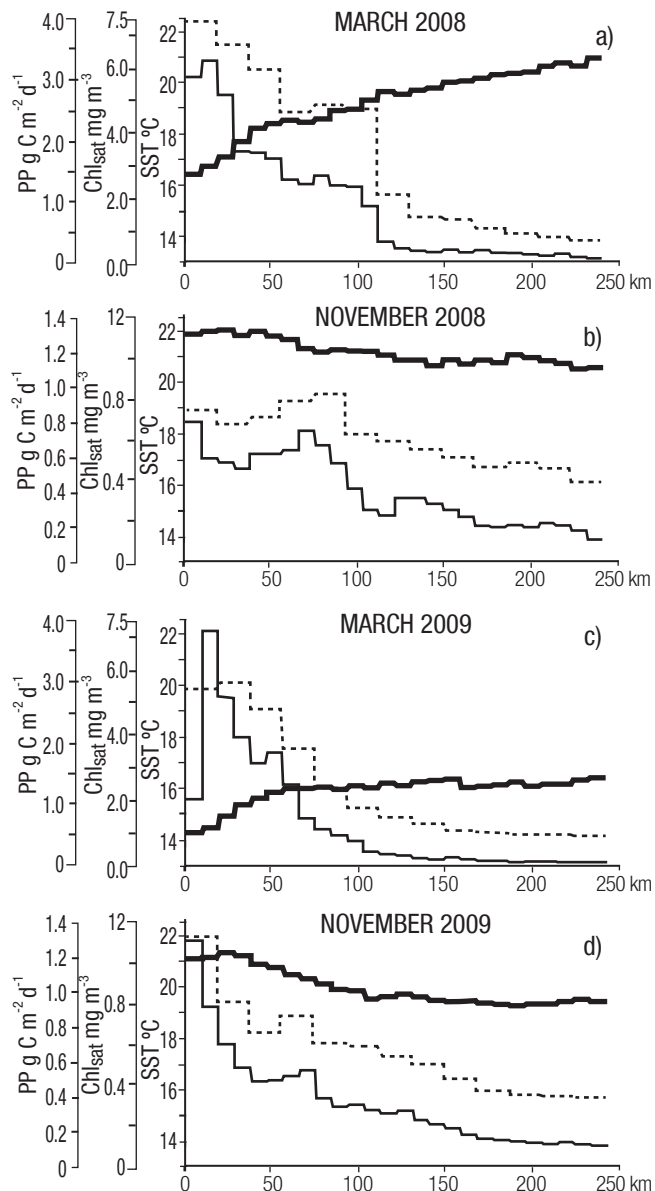 MARCH 2008
a)
PP g C m⁻² d⁻¹
4.0
3.0
2.0
1.0
0
Chlsat mg m⁻³
7.5
6.0
4.0
2.0
0.0
SST ºC
22
20
18
16
14
0 50 100 150 200 250 km
NOVEMBER 2008
b)
PP g C m⁻² d⁻¹
1.4
1.2
1.0
0.8
0.6
0.4
0.2
0
Chlsat mg m⁻³
12
0.8
0.4
0
SST ºC
22
20
18
16
14
0 50 100 150 200 250 km
MARCH 2009
c)
PP g C m⁻² d⁻¹
4.0
3.0
2.0
1.0
0
Chlsat mg m⁻³
7.5
6.0
4.0
2.0
0.0
SST ºC
22
20
18
16
14
0 50 100 150 200 250 km
NOVEMBER 2009
d)
PP g C m⁻² d⁻¹
1.4
1.2
1.0
0.8
0.6
0.4
0.2
0
Chlsat mg m⁻³
12
0.8
0.4
0
SST ºC
22
20
18
16
14
0 50 100 150 200 250 km